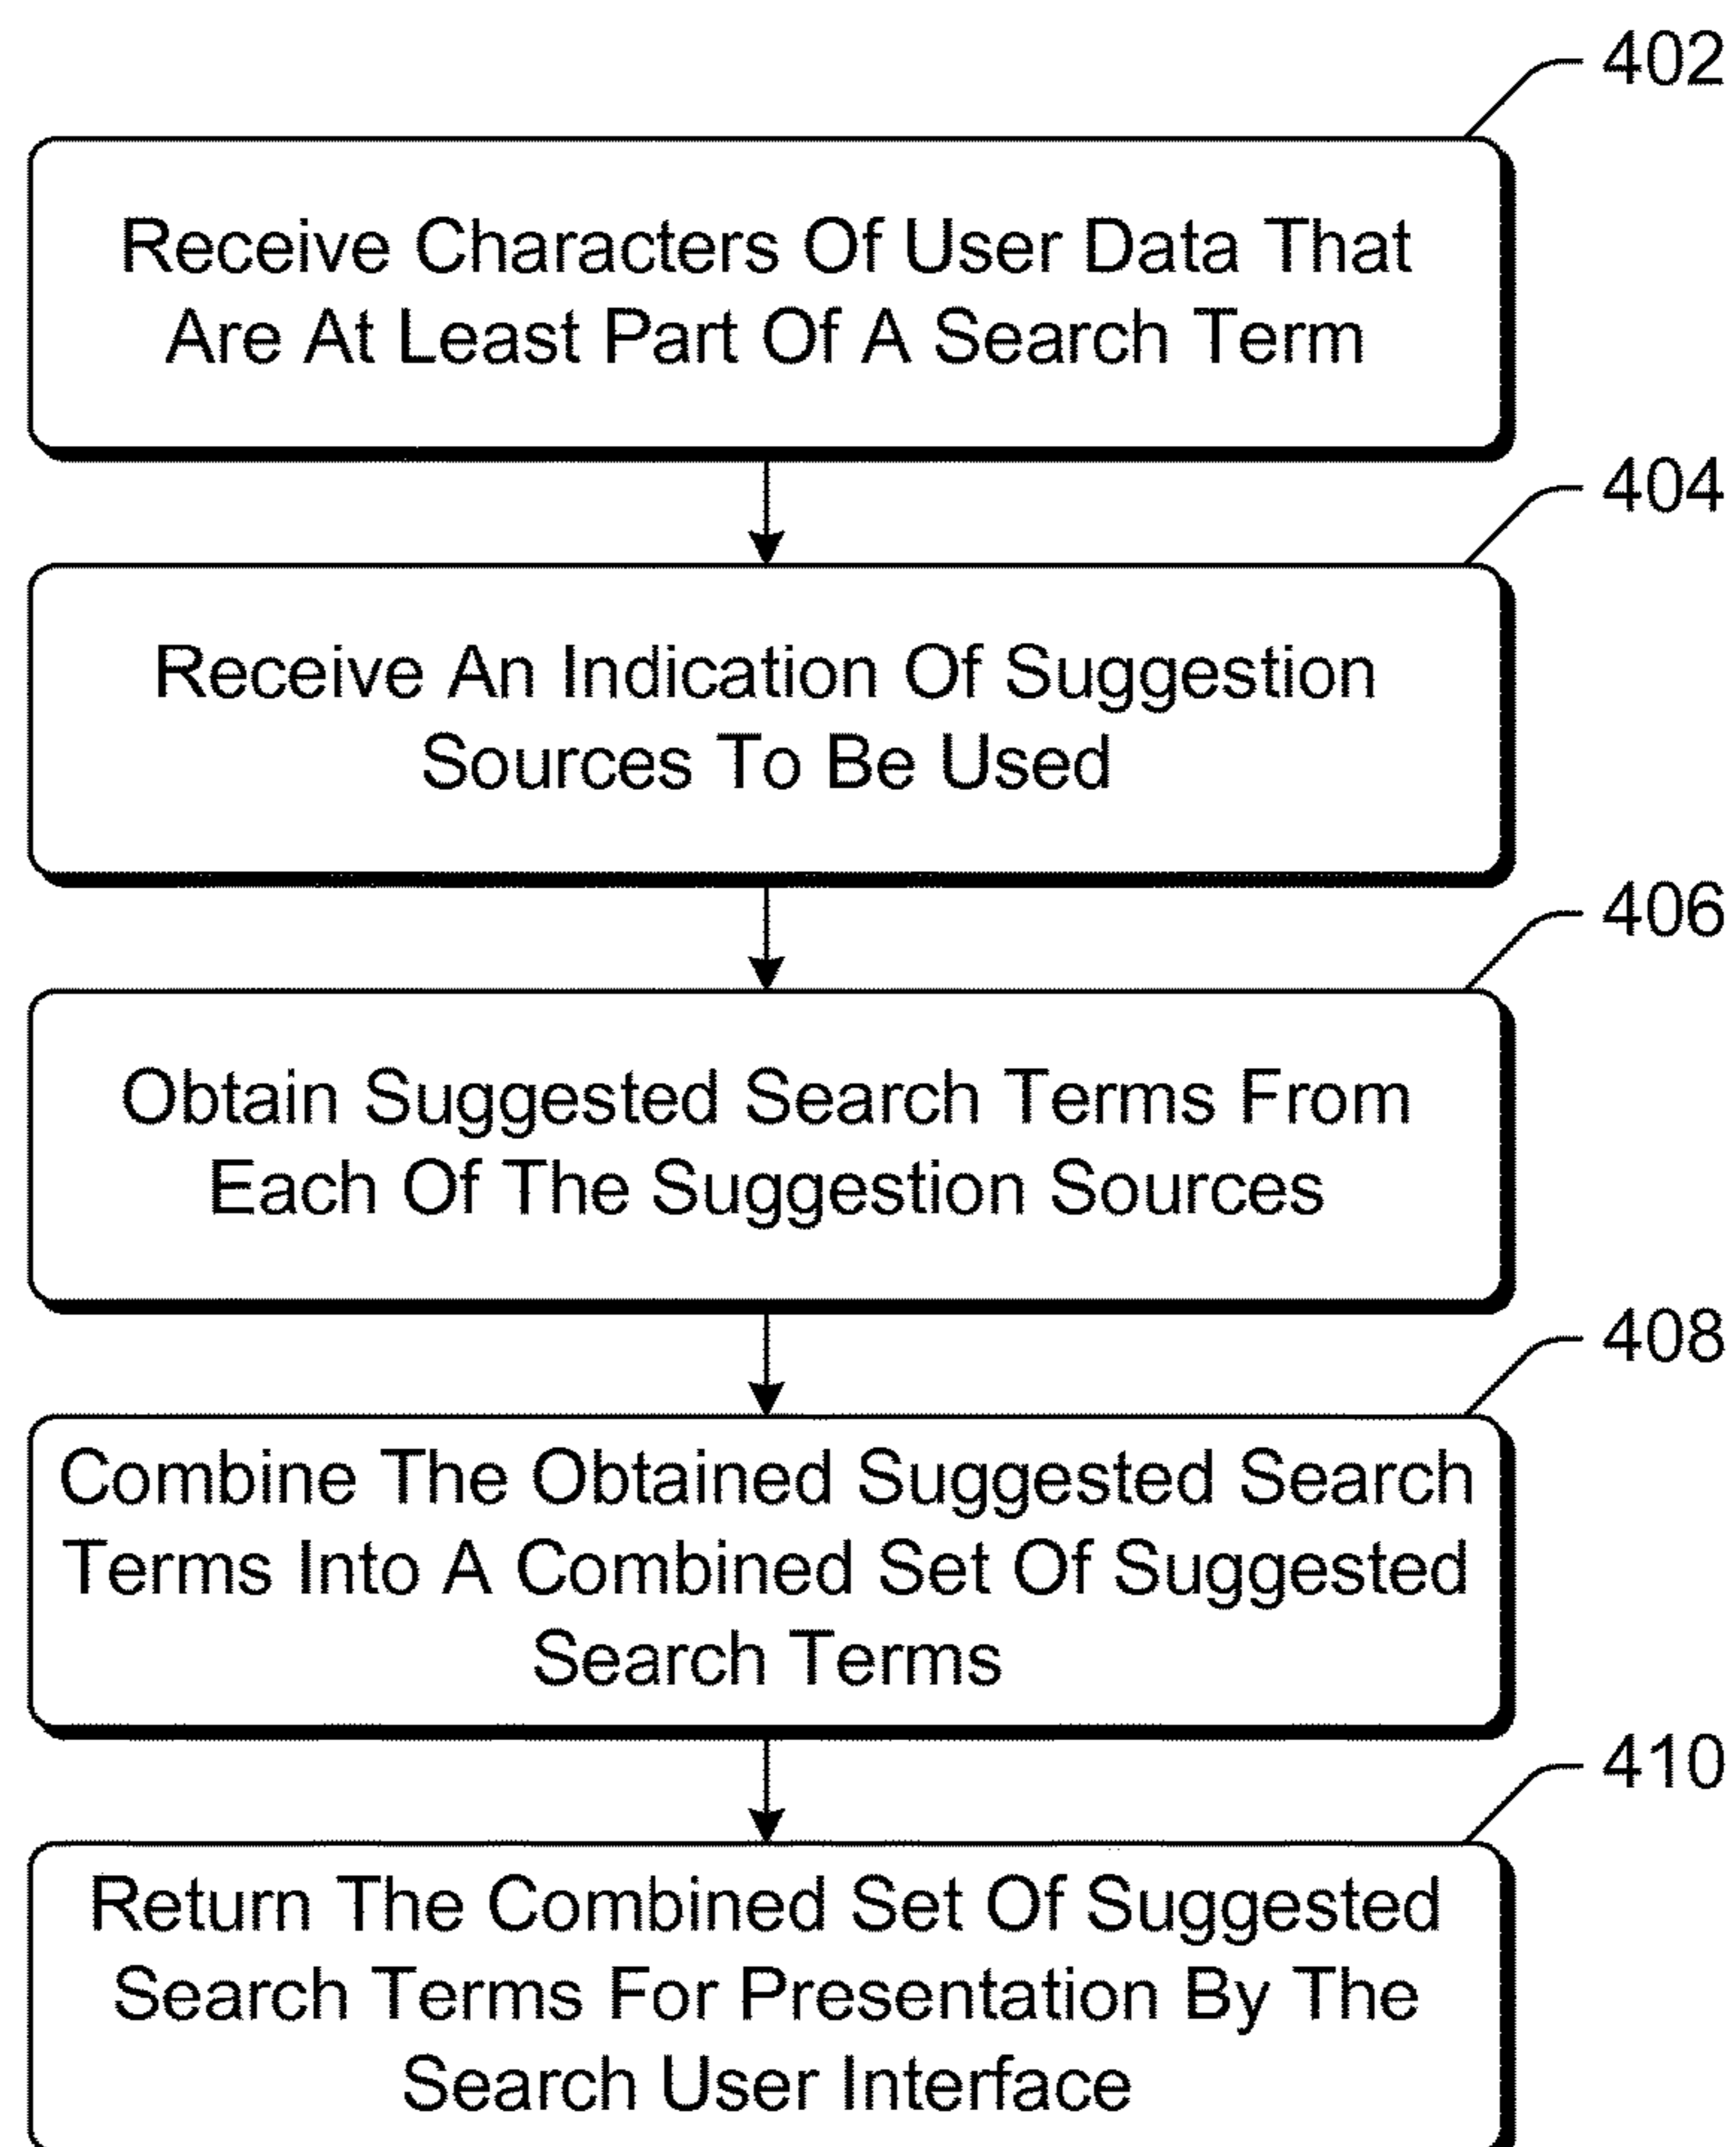 402
Receive Characters Of User Data That
Are At Least Part Of A Search Term
404
Receive An Indication Of Suggestion
Sources To Be Used
406
Obtain Suggested Search Terms From
Each Of The Suggestion Sources
408
Combine The Obtained Suggested Search
Terms Into A Combined Set Of Suggested
Search Terms
410
Return The Combined Set Of Suggested
Search Terms For Presentation By The
Search User Interface